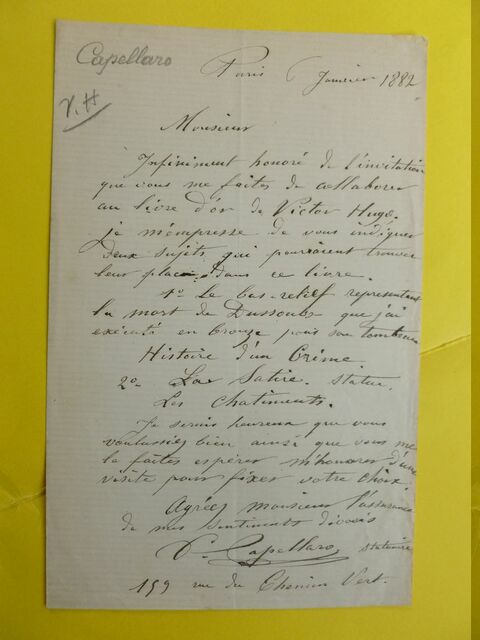 Capellaro
V. H
Paris 6 Janvier 1882
Monsieur
Infiniment honoré de l'invitation
que vous me faites de collaborer
au livre d'or de Victor Hugo.
je m'empresse de vous indiquer
deux sujets qui pourraient trouver
leur place dans ce livre.
1o Le bas-relief représentant
la mort de Dussoubs que j'ai
exécuté en bronze pour son tombeau
Histoire d'un Crime
2o La Satire. statue.
Les Chatiments.
Je serais heureux que vous
voulussiez bien ainsi que vous me
le faites espérer m'honorer d'une
visite pour fixer votre choix.
Agréez monsieur l'assurance
de mes sentiments dévoués
Capellaro statuaire
159 rue du Chemin Vert.